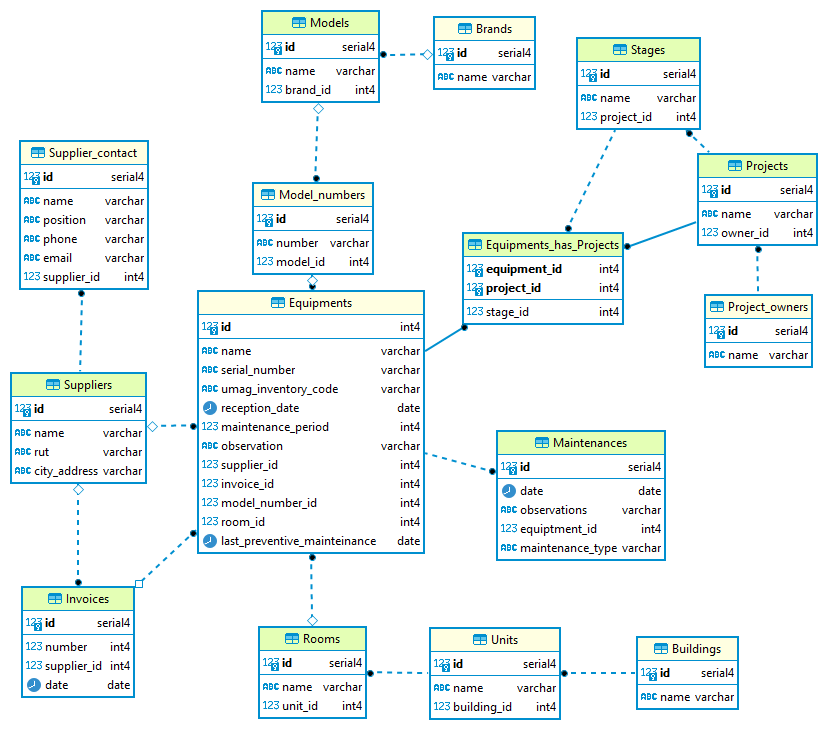 Models
123 id serial4
ABC name varchar
123 brand_id int4
Brands
123 id serial4
ABC name varchar
Stages
123 id serial4
ABC name varchar
123 project_id int4
Supplier_contact
123 id serial4
ABC name varchar
ABC position varchar
ABC phone varchar
ABC email varchar
123 supplier_id int4
Model_numbers
123 id serial4
ABC number varchar
123 model_id int4
Projects
123 id serial4
ABC name varchar
123 owner_id int4
Equipments_has_Projects
123 equipment_id int4
123 project_id int4
123 stage_id int4
Project_owners
123 id serial4
ABC name varchar
Equipments
123 id int4
ABC name varchar
ABC serial_number varchar
ABC umag_inventory_code varchar
reception_date date
123 maintenance_period int4
ABC observation varchar
123 supplier_id int4
123 invoice_id int4
123 model_number_id int4
123 room_id int4
last_preventive_mainteinance date
Suppliers
123 id serial4
ABC name varchar
ABC rut varchar
ABC city_address varchar
Maintenances
123 id serial4
date date
ABC observations varchar
123 equiptment_id int4
ABC maintenance_type varchar
Invoices
123 id serial4
123 number int4
123 supplier_id int4
date date
Rooms
123 id serial4
ABC name varchar
123 unit_id int4
Units
123 id serial4
ABC name varchar
123 building_id int4
Buildings
123 id serial4
ABC name varchar